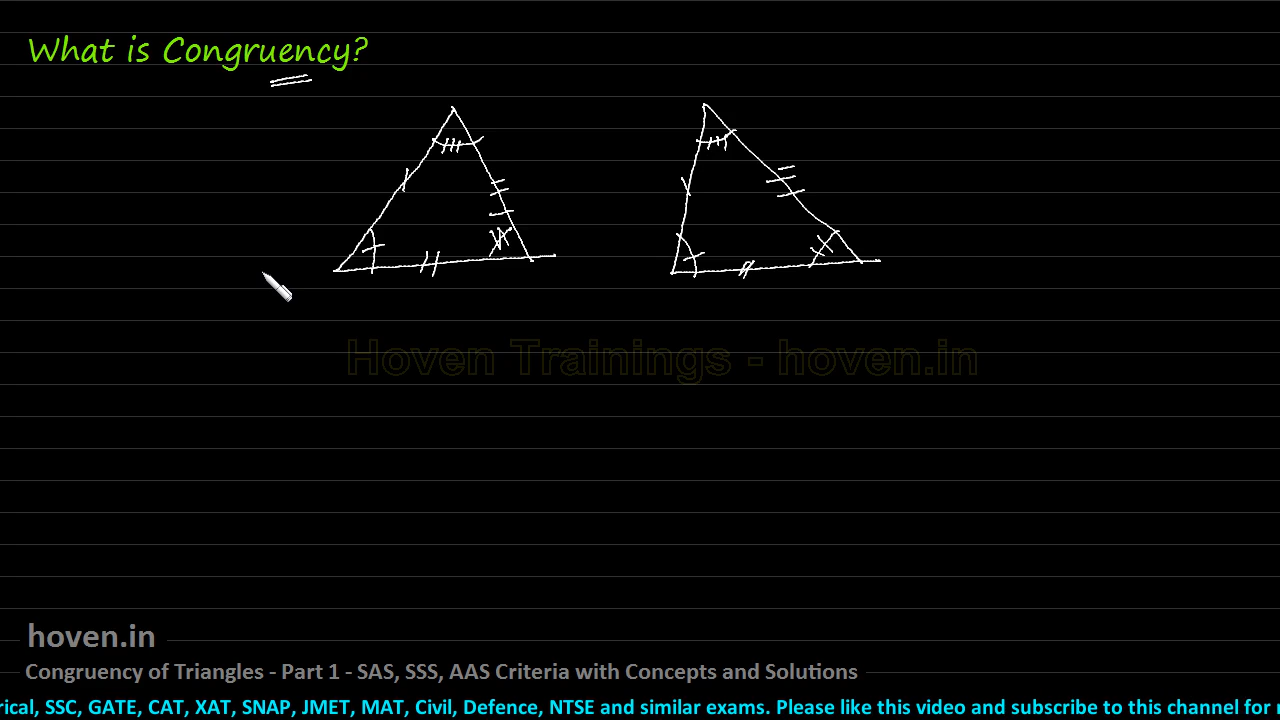 What is Congruency?
Hoven Trainings - hoven.in
hoven.in
Congruency of Triangles - Part 1 - SAS, SSS, AAS Criteria with Concepts and Solutions
rical, SSC, GATE, CAT, XAT, SNAP, JMET, MAT, Civil, Defence, NTSE and similar exams. Please like this video and subscribe to this channel for